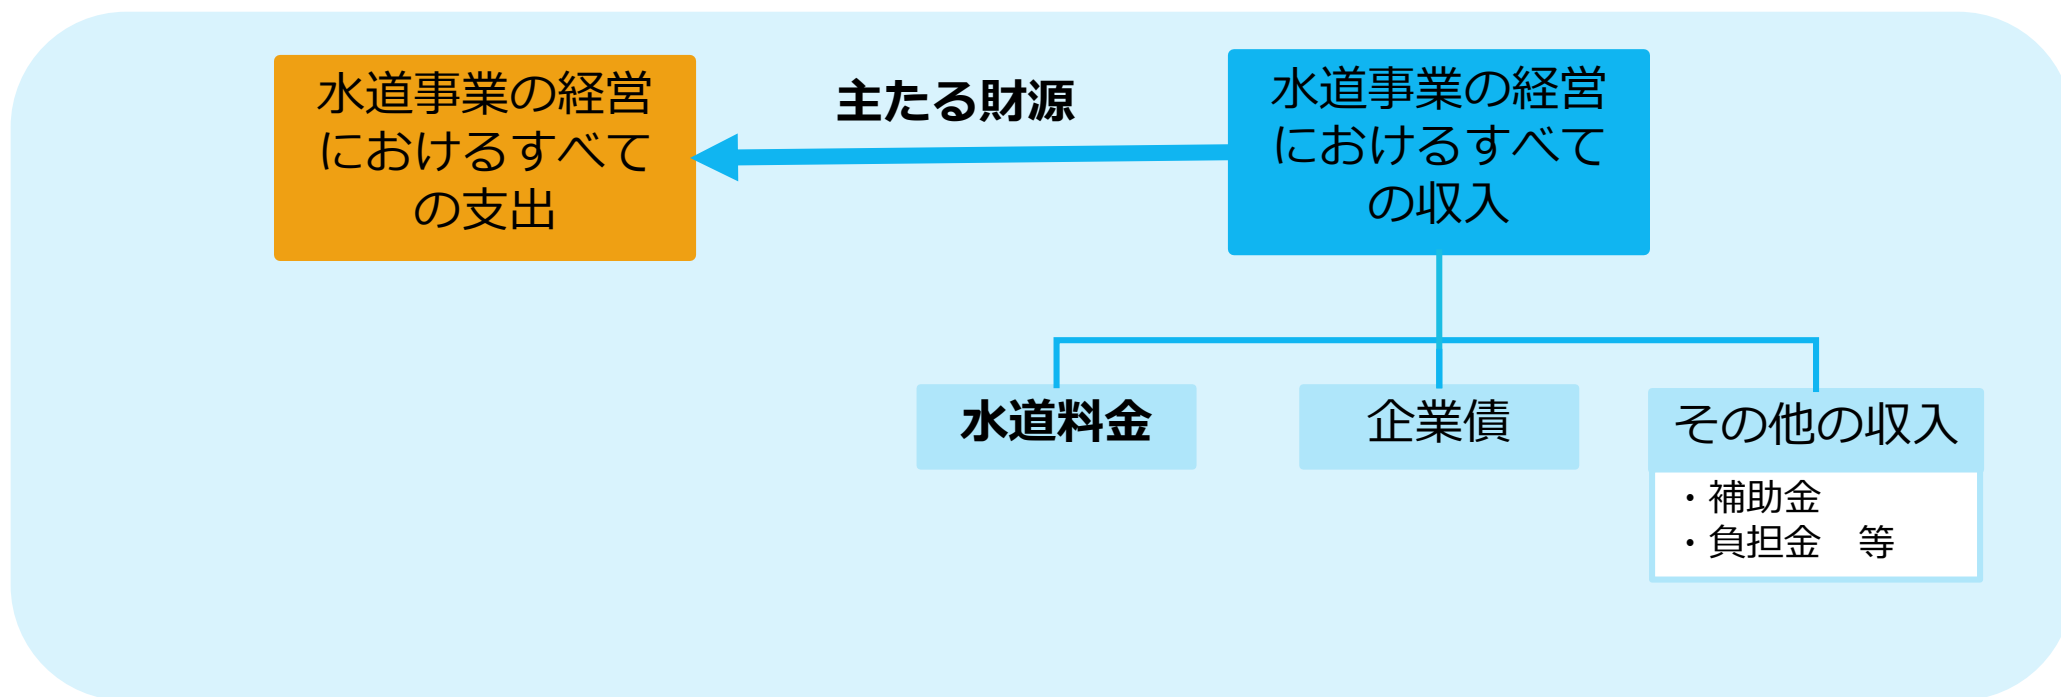 水道事業の経営
におけるすべて
の支出
主たる財源
水道事業の経営
におけるすべて
の収入
水道料金
企業債
その他の収入
・補助金
・負担金　等